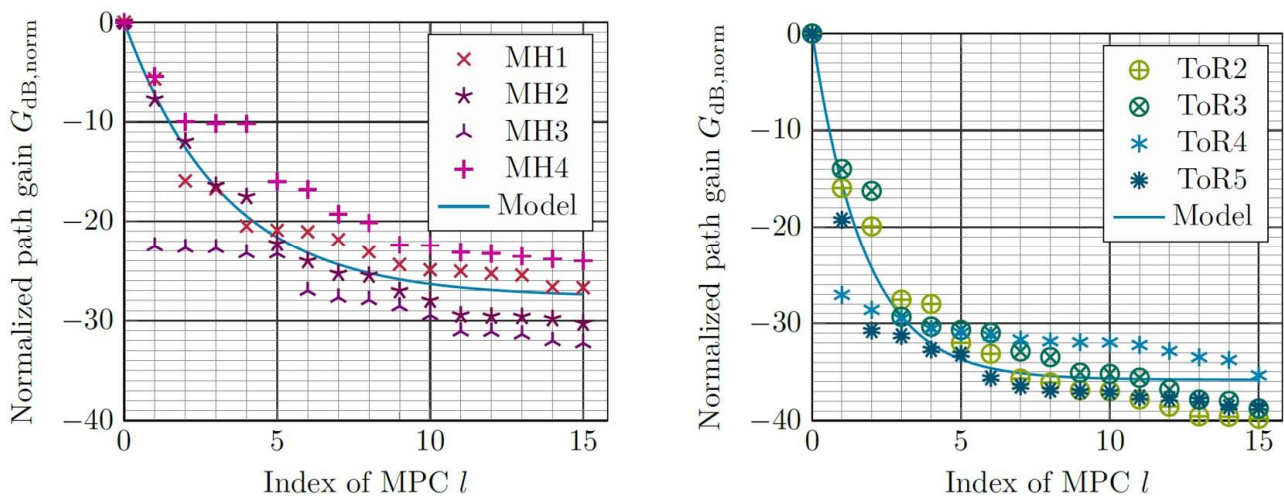 Normalized path gain G_dB,norm
0
−10
−20
−30
−40
0 5 10 15
Index of MPC l
MH1
MH2
MH3
MH4
Model
Normalized path gain G_dB,norm
0
−10
−20
−30
−40
0 5 10 15
Index of MPC l
ToR2
ToR3
ToR4
ToR5
Model